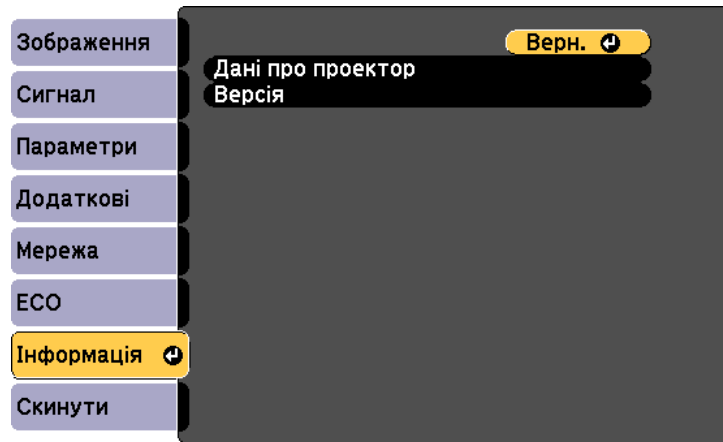 Зображення
Сигнал
Параметри
Додаткові
Мережа
ECO
Інформація
Скинути
Верн.
Дані про проектор
Версія